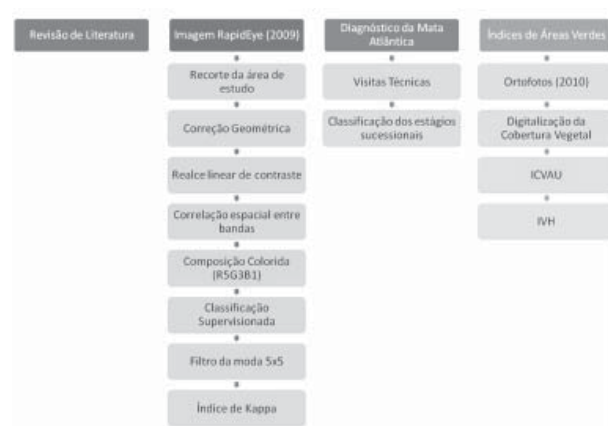 Revisão de Literatura
Imagem RapidEye (2009)
Recorte da área de
estudo
Correção Geométrica
Realce linear de contraste
Correlação espacial entre
bandas
Composição Colorida
(R5G3B1)
Classificação
Supervisionada
Filtro da moda 5x5
Índice de Kappa
Diagnóstico da Mata
Atlântica
Visitas Técnicas
Classificação dos estágios
sucessionais
Índices de Áreas Verdes
Ortofotos (2010)
Digitalização da
Cobertura Vegetal
ICVAU
IVH